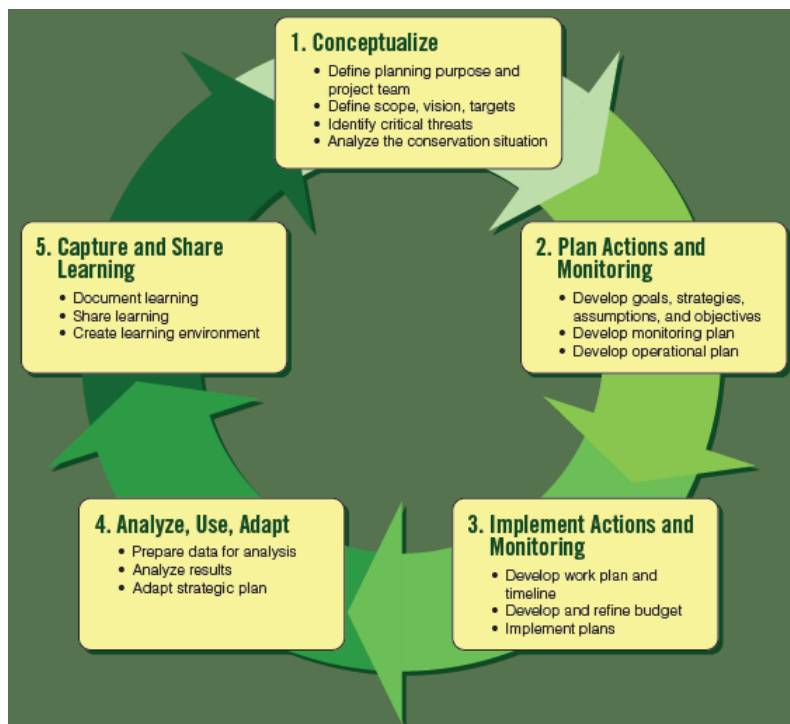 1. Conceptualize
• Define planning purpose and
project team
• Define scope, vision, targets
• Identify critical threats
• Analyze the conservation situation
2. Plan Actions and
Monitoring
• Develop goals, strategies,
assumptions, and objectives
• Develop monitoring plan
• Develop operational plan
3. Implement Actions and
Monitoring
• Develop work plan and
timeline
• Develop and refine budget
• Implement plans
4. Analyze, Use, Adapt
• Prepare data for analysis
• Analyze results
• Adapt strategic plan
5. Capture and Share
Learning
• Document learning
• Share learning
• Create learning environment